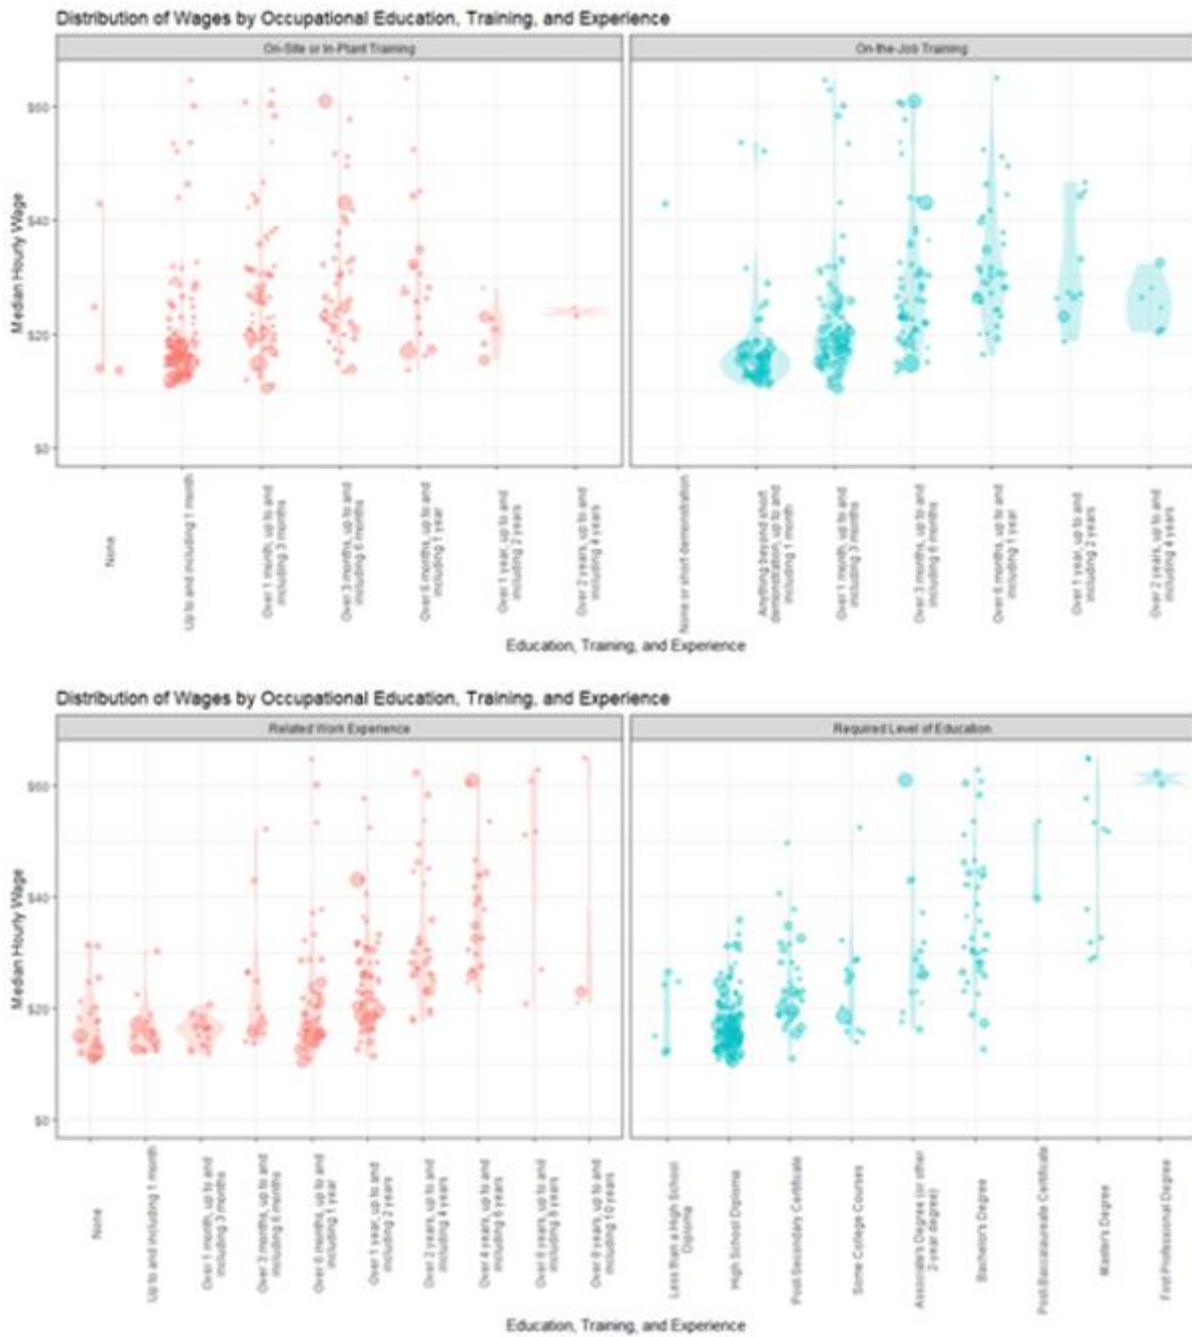 Distribution of Wages by Occupational Education, Training, and Experience
On-Site or In-Plant Training
On-the-Job Training
Median Hourly Wage
$60
$40
$20
$0
None
Up to and including 1 month
Over 1 month, up to and
including 3 months
Over 3 months, up to and
including 6 months
Over 6 months, up to and
including 1 year
Over 1 year, up to and
including 2 years
Over 2 years, up to and
including 4 years
None or short demonstration
Anything beyond short
demonstration, up to and
including 1 month
Over 1 month, up to and
including 3 months
Over 3 months, up to and
including 6 months
Over 6 months, up to and
including 1 year
Over 1 year, up to and
including 2 years
Over 2 years, up to and
including 4 years
Education, Training, and Experience
Distribution of Wages by Occupational Education, Training, and Experience
Related Work Experience
Required Level of Education
Median Hourly Wage
$60
$40
$20
$0
None
Up to and including 1 month
Over 1 month, up to and
including 3 months
Over 3 months, up to and
including 6 months
Over 6 months, up to and
including 1 year
Over 1 year, up to and
including 2 years
Over 2 years, up to and
including 4 years
Over 4 years, up to and
including 6 years
Over 6 years, up to and
including 8 years
Over 8 years, up to and
including 10 years
Less than a High School
Diploma
High School Diploma
Post-Secondary Certificate
Some College Courses
Associate's Degree (or other
2-year degree)
Bachelor's Degree
Post-Baccalaureate Certificate
Master's Degree
First Professional Degree
Education, Training, and Experience